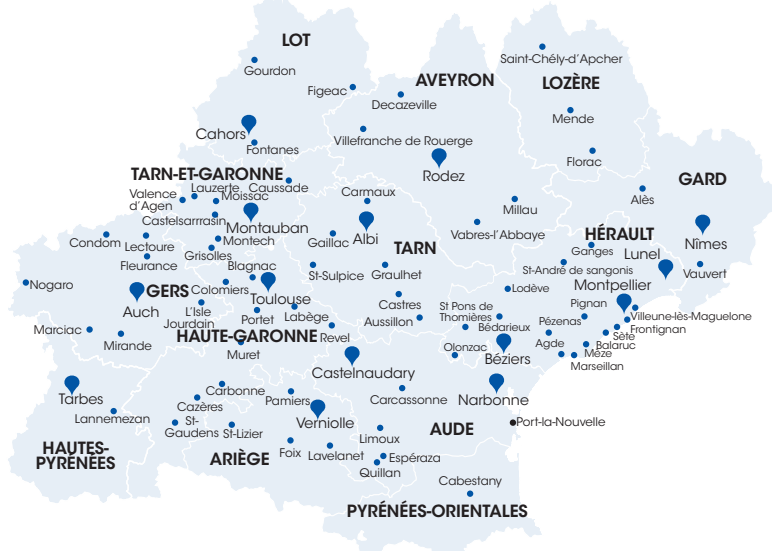 LOT
Gourdon
Saint-Chély-d'Apcher
AVEYRON
LOZÈRE
Figeac
Decazeville
Mende
Cahors
Fontanes
Villefranche de Rouergue
Rodez
Florac
TARN-ET-GARONNE
GARD
Valence
d'Agen
Lauzerte
Moissac
Caussade
Carmaux
Millau
Alès
Castelsarrrasin
Montauban
Albi
Vabres-l'Abbaye
HÉRAULT
Nîmes
Condom
Lectoure
Montech
Gaillac
TARN
Ganges
Lunel
Fleurance
Grisolles
Blagnac
St-Sulpice
Graulhet
St-André de sangonis
Vauvert
Nogaro
GERS
Auch
Colomiers
Toulouse
Lodève
Montpellier
L'Isle
Jourdain
Portet
Labège
Castres
St Pons de
Thomières
Pignan
Villeune-lès-Maguelone
Marciac
Mirande
HAUTE-GARONNE
Revel
Aussillon
Bédarieux
Pézenas
Frontignan
Sète
Muret
Olonzac
Béziers
Agde
Balaruc
Mèze
Marseillan
Tarbes
Lannemezan
Castelnaudary
Carbonne
Cazères
Pamiers
Carcassonne
Narbonne
St-
Gaudens
St-Lizier
Verniolle
Limoux
AUDE
Port-la-Nouvelle
HAUTES-
PYRÉNÉES
ARIÈGE
Foix
Lavelanet
Espéraza
Quillan
Cabestany
PYRÉNÉES-ORIENTALES